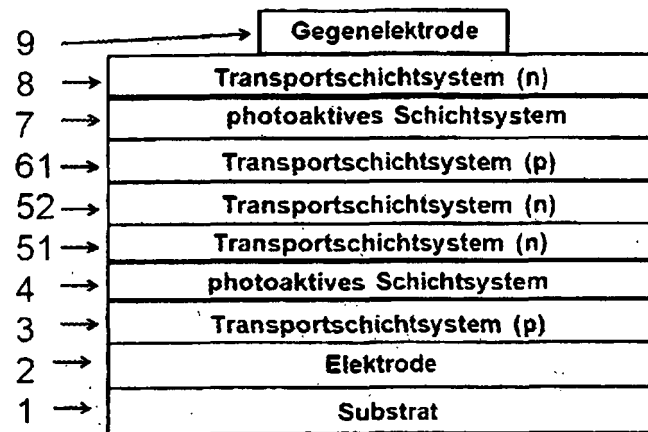 9 Gegenelektrode
8 Transportschichtsystem (n)
7 photoaktives Schichtsystem
61 Transportschichtsystem (p)
52 Transportschichtsystem (n)
51 Transportschichtsystem (n)
4 photoaktives Schichtsystem
3 Transportschichtsystem (p)
2 Elektrode
1 Substrat